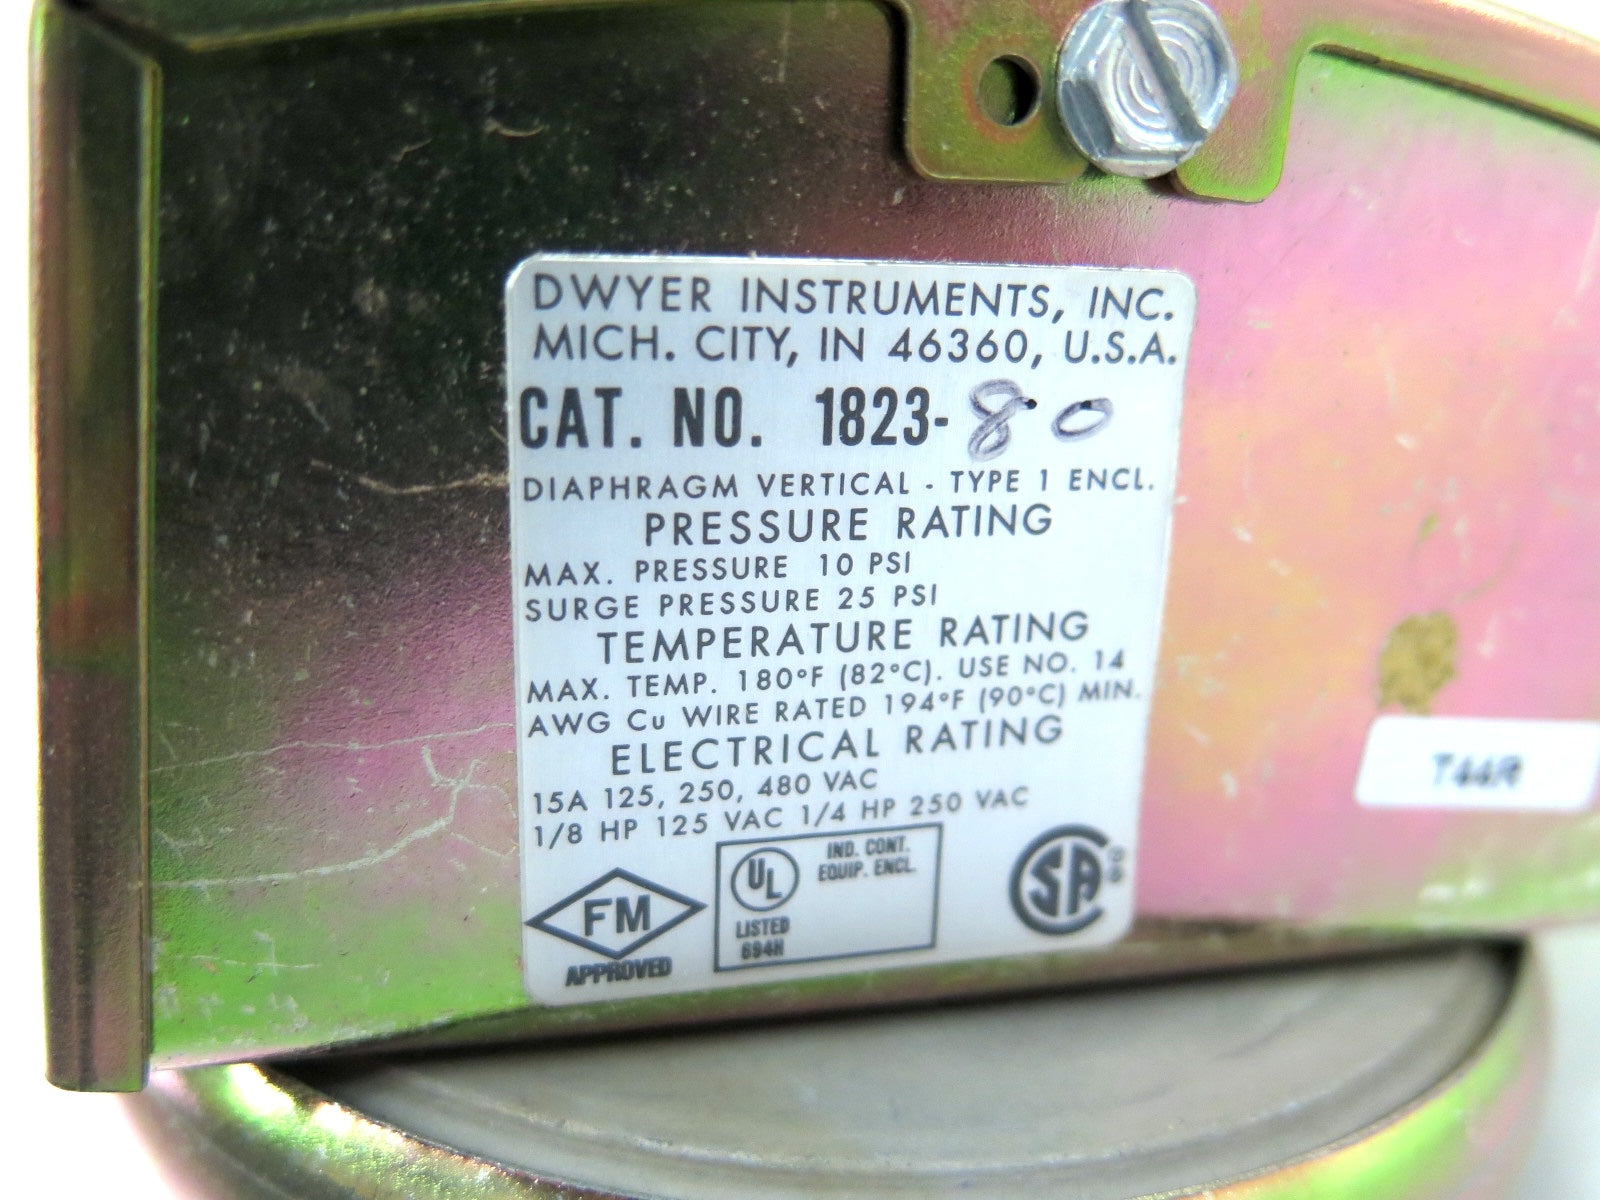 DWYER INSTRUMENTS, INC.
MICH. CITY, IN 46360, U.S.A.
CAT. NO. 1823-80
DIAPHRAGM VERTICAL - TYPE 1 ENCL.
PRESSURE RATING
MAX. PRESSURE 10 PSI
SURGE PRESSURE 25 PSI
TEMPERATURE RATING
MAX. TEMP. 180°F (82°C). USE NO. 14
AWG Cu WIRE RATED 194°F (90°C) MIN.
ELECTRICAL RATING
15A 125, 250, 480 VAC
1/8 HP 125 VAC 1/4 HP 250 VAC
FM
APPROVED
UL
LISTED
694H
IND. CONT.
EQUIP. ENCL.
SA
T44R